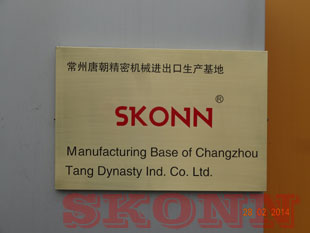 常州唐朝精密机械进出口生产基地
SKONN®
Manufacturing Base of Changzhou
Tang Dynasty Ind. Co. Ltd.
SKONN
26 02 2014